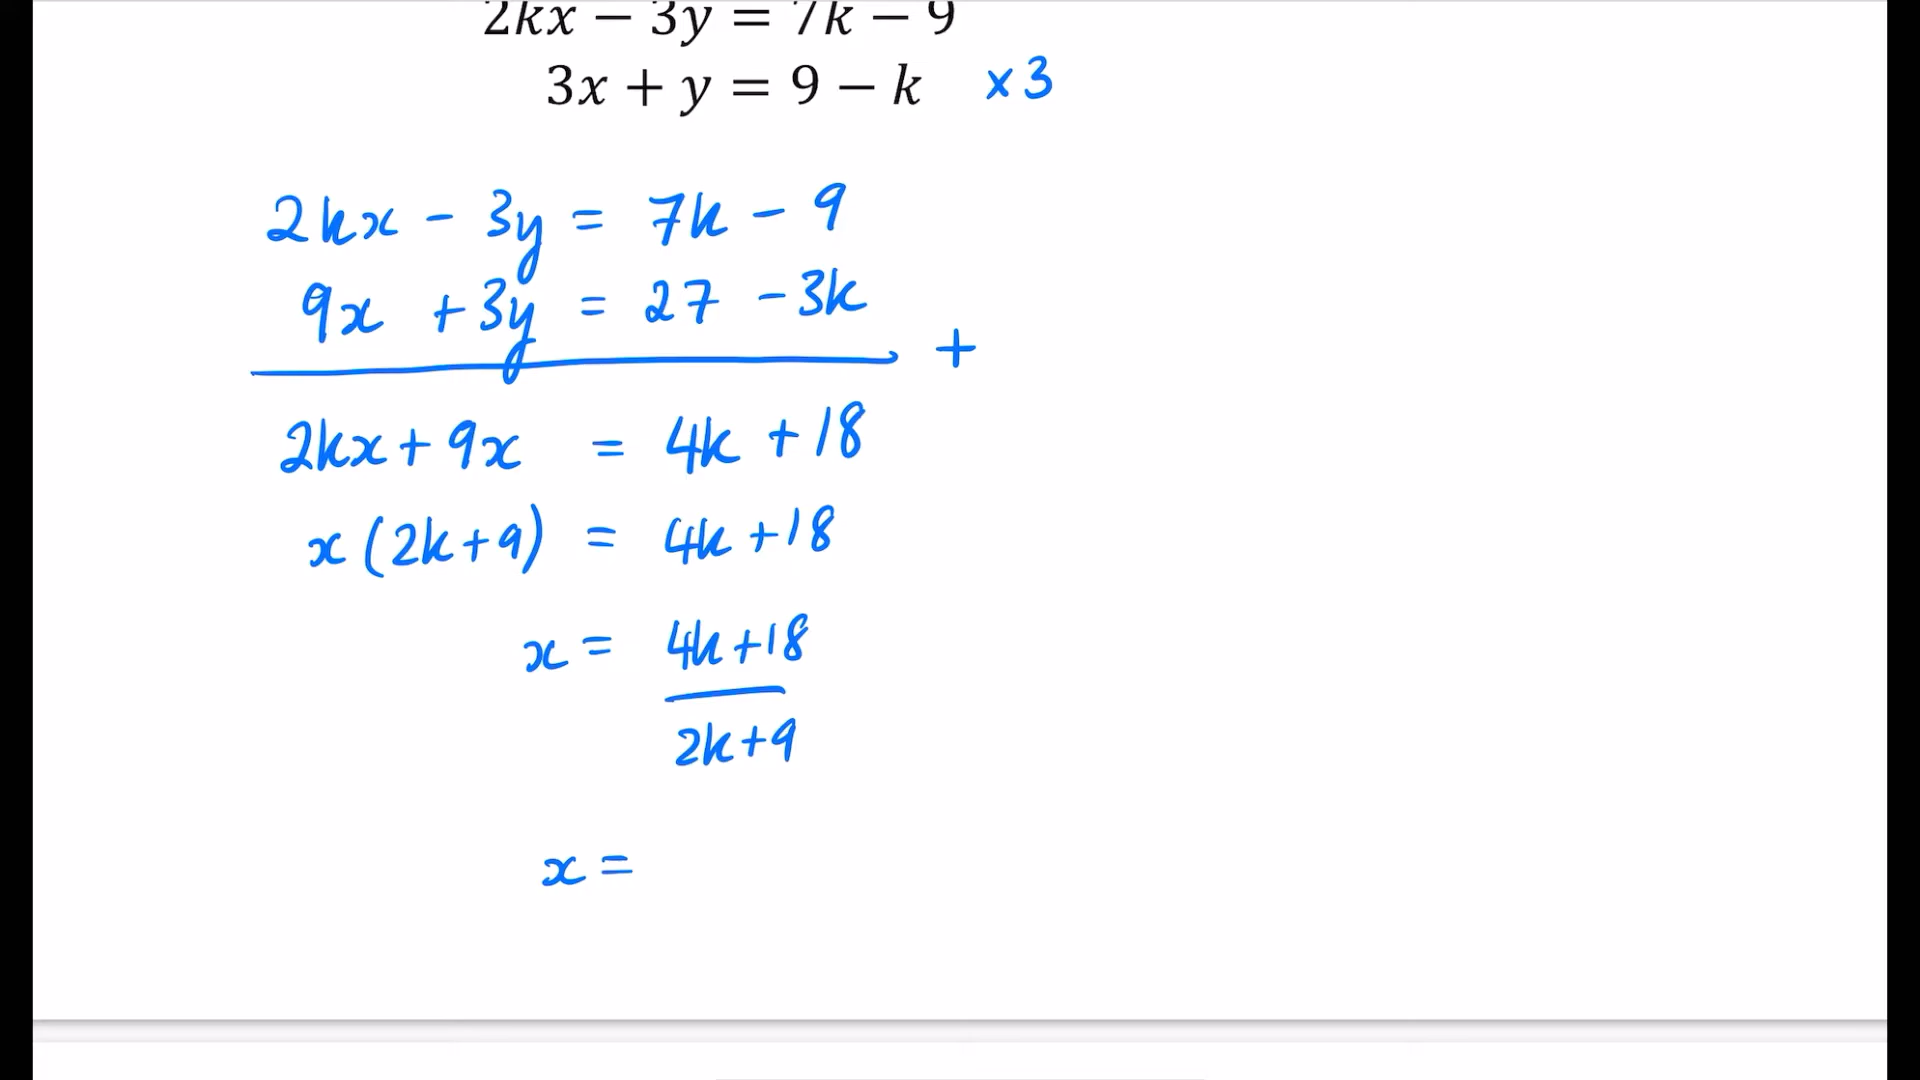 2kx − 3y = 7k − 9
3x + y = 9 − k ×3
2kx − 3y = 7k − 9
9x + 3y = 27 − 3k
+
2kx + 9x = 4k + 18
x(2k+9) = 4k + 18
x = 4k+18
2k+9
x =